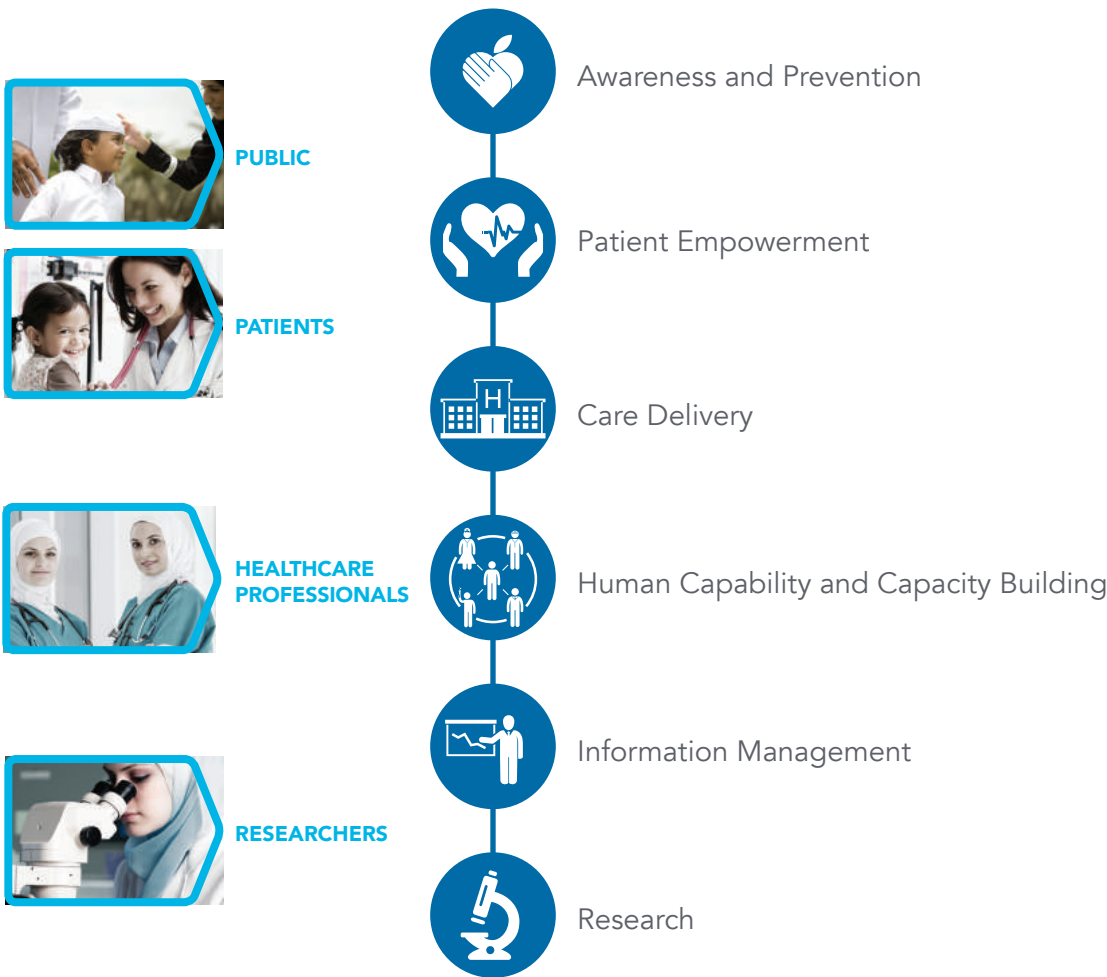 Awareness and Prevention
PUBLIC
Patient Empowerment
PATIENTS
H
Care Delivery
HEALTHCARE
PROFESSIONALS
Human Capability and Capacity Building
Information Management
RESEARCHERS
Research